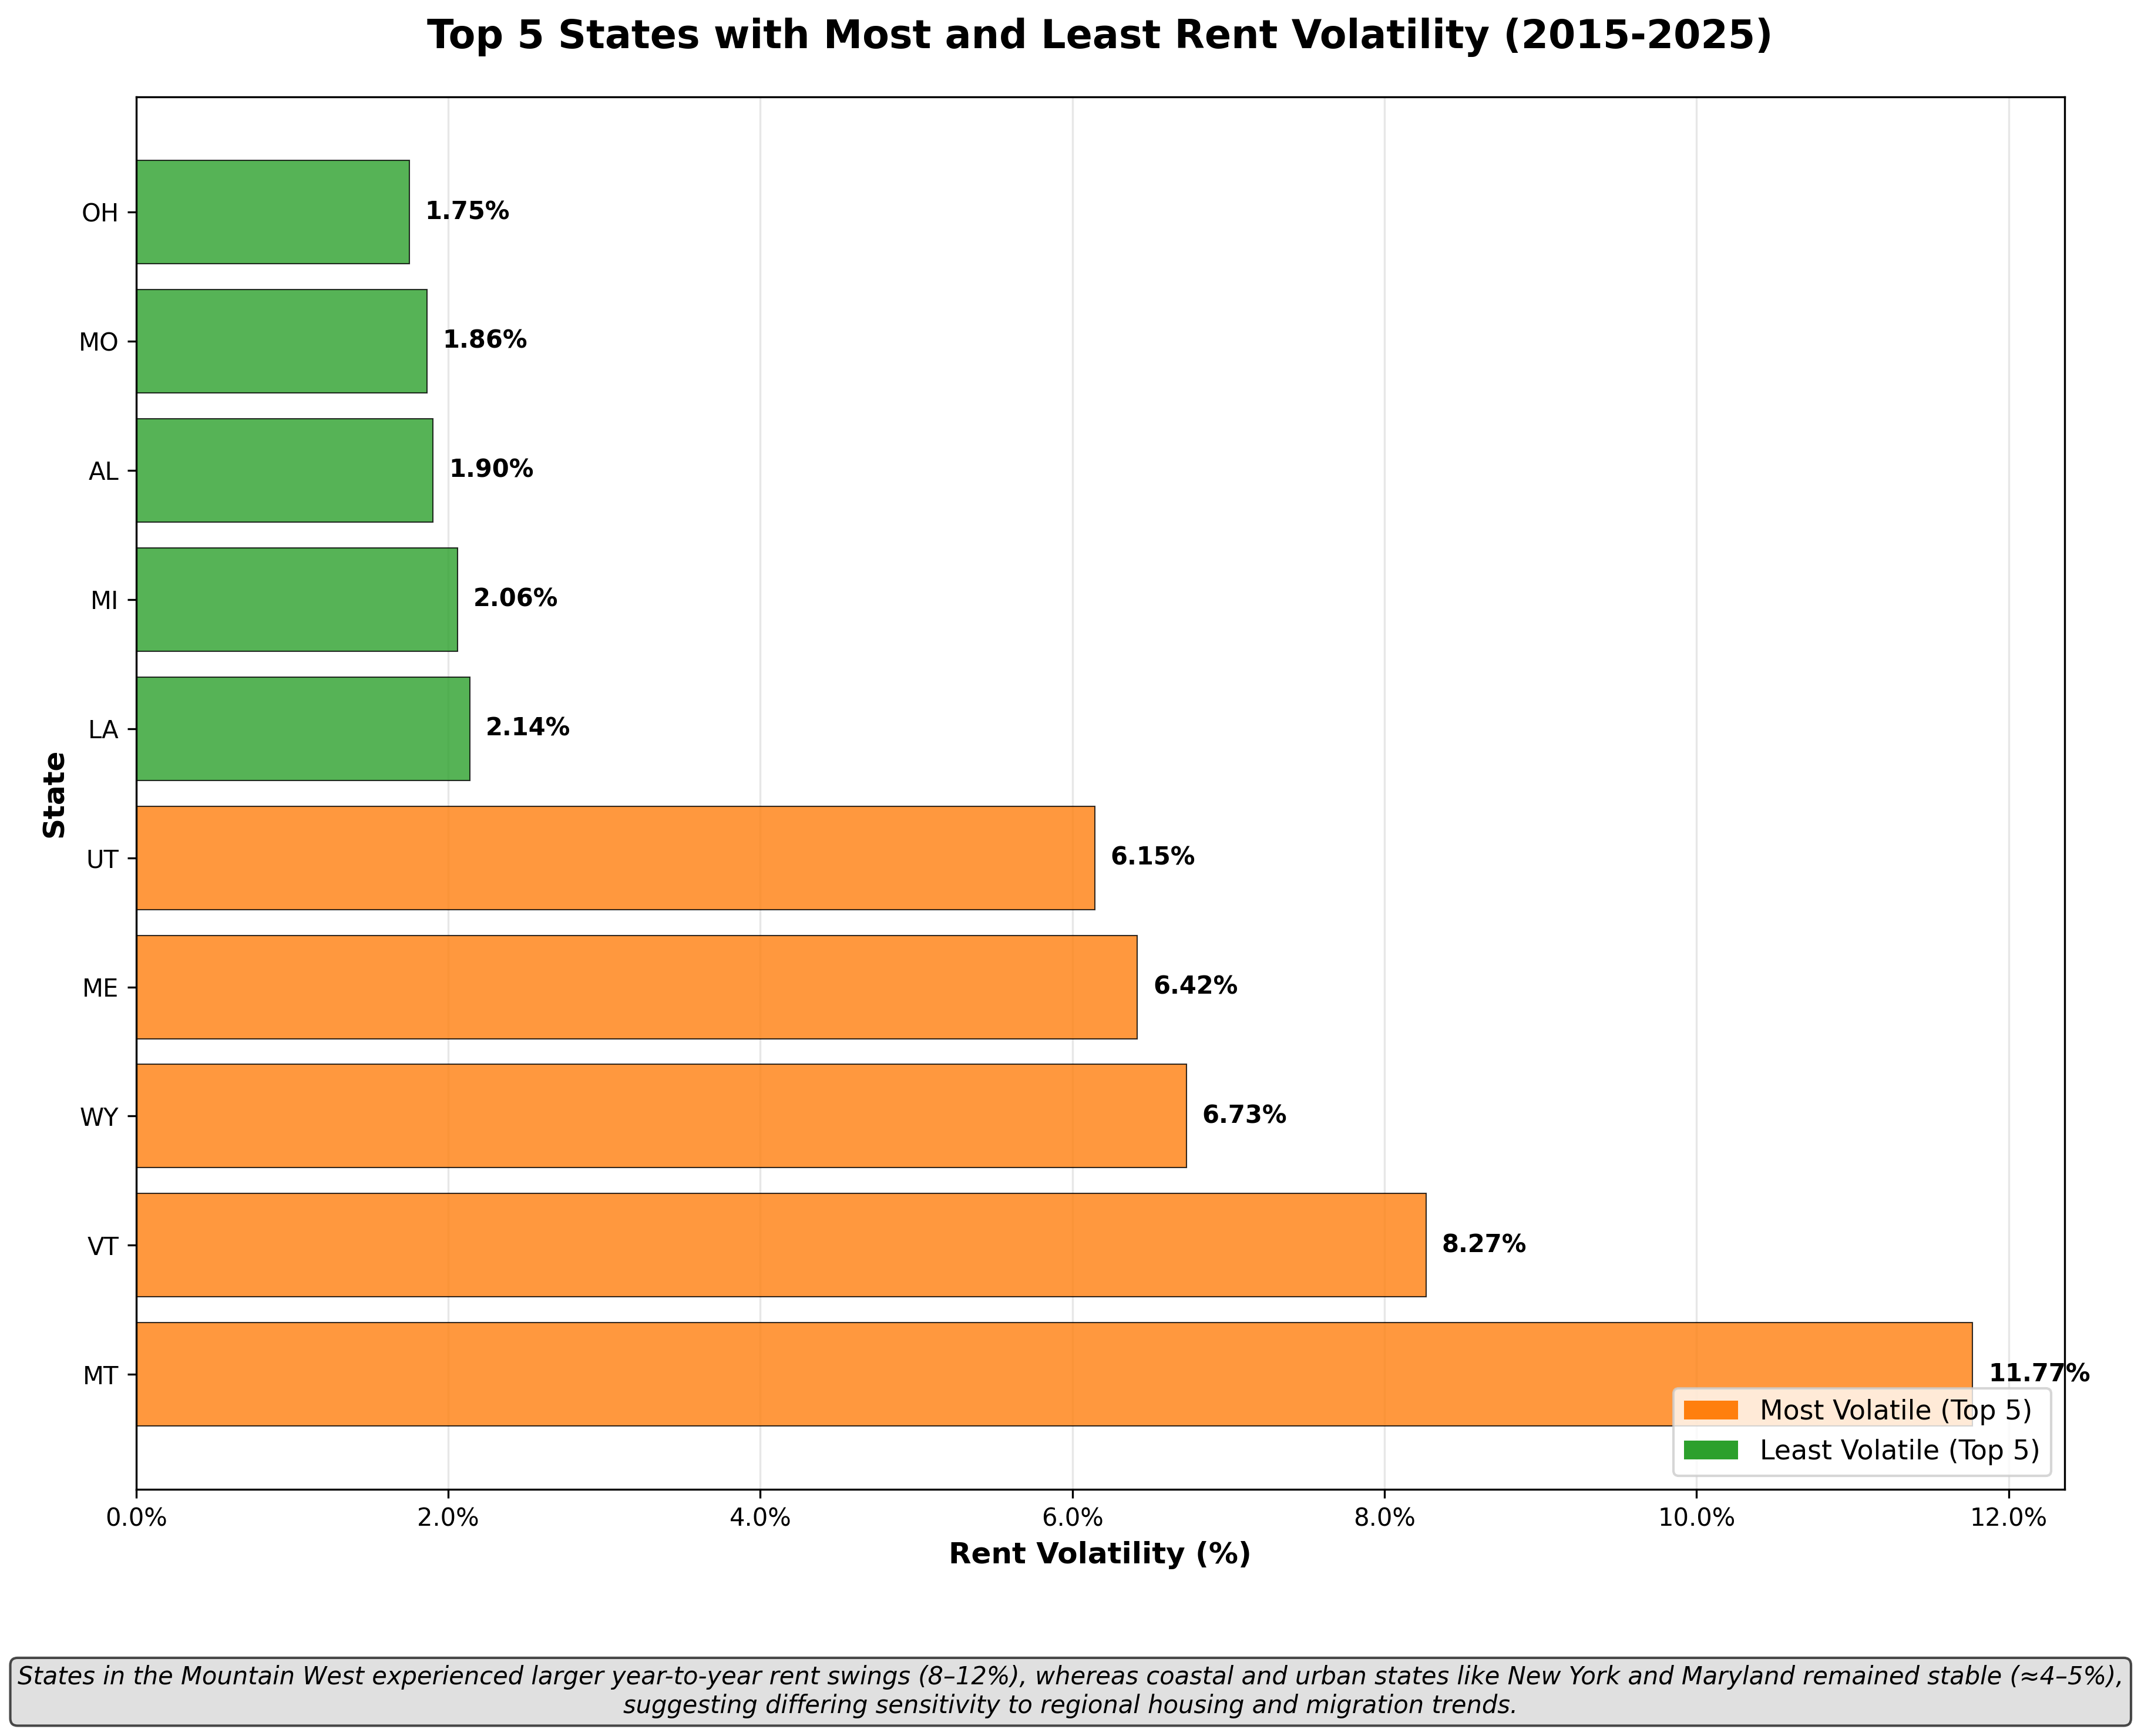 Top 5 States with Most and Least Rent Volatility (2015-2025)
OH
1.75%
MO
1.86%
AL
1.90%
MI
2.06%
LA
2.14%
State
UT
6.15%
ME
6.42%
WY
6.73%
VT
8.27%
MT
11.77%
Most Volatile (Top 5)
Least Volatile (Top 5)
0.0% 2.0% 4.0% 6.0% 8.0% 10.0% 12.0%
Rent Volatility (%)
States in the Mountain West experienced larger year-to-year rent swings (8–12%), whereas coastal and urban states like New York and Maryland remained stable (≈4–5%),
suggesting differing sensitivity to regional housing and migration trends.